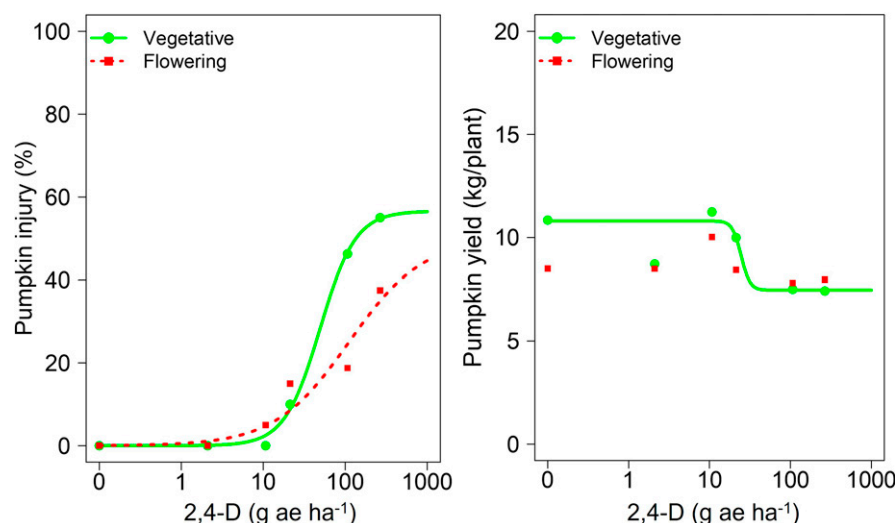 Pumpkin injury (%)
100
80
60
40
20
0
Vegetative
Flowering
0 1 10 100 1000
2,4-D (g ae ha⁻¹)
Pumpkin yield (kg/plant)
20
15
10
5
0
Vegetative
Flowering
0 1 10 100 1000
2,4-D (g ae ha⁻¹)